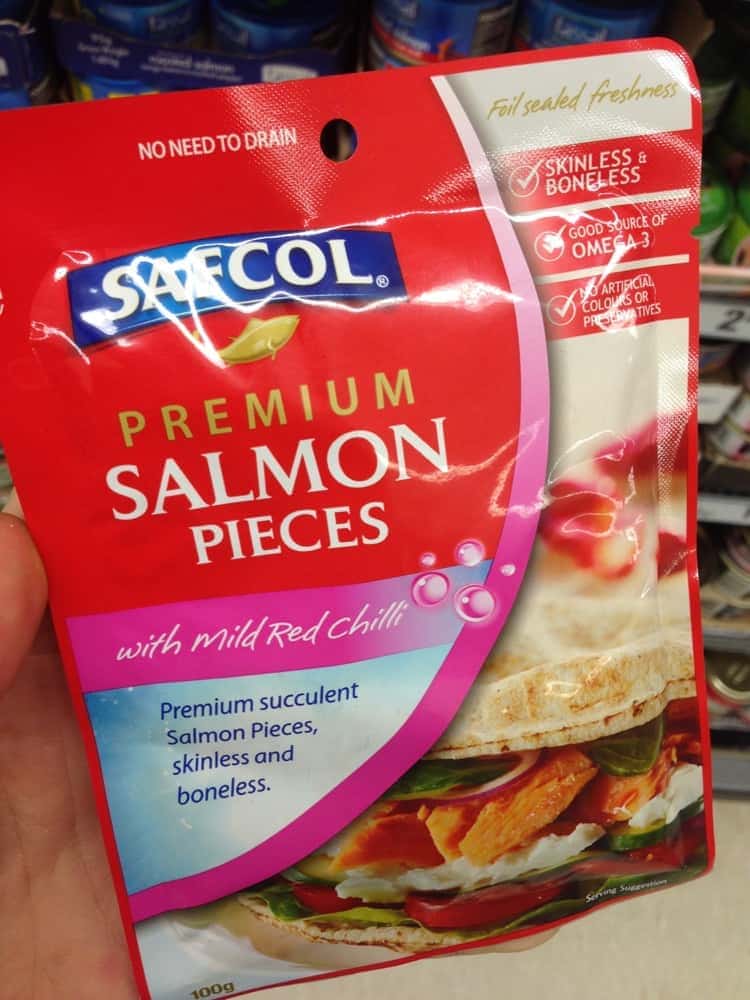 NO NEED TO DRAIN
Foil sealed freshness
SKINLESS &
BONELESS
GOOD SOURCE OF
OMEGA 3
NO ARTIFICIAL
COLOURS OR
PRESERVATIVES
SAFCOL®
PREMIUM
SALMON
PIECES
with mild Red Chilli
Premium succulent
Salmon Pieces,
skinless and
boneless.
Serving Suggestion
100g